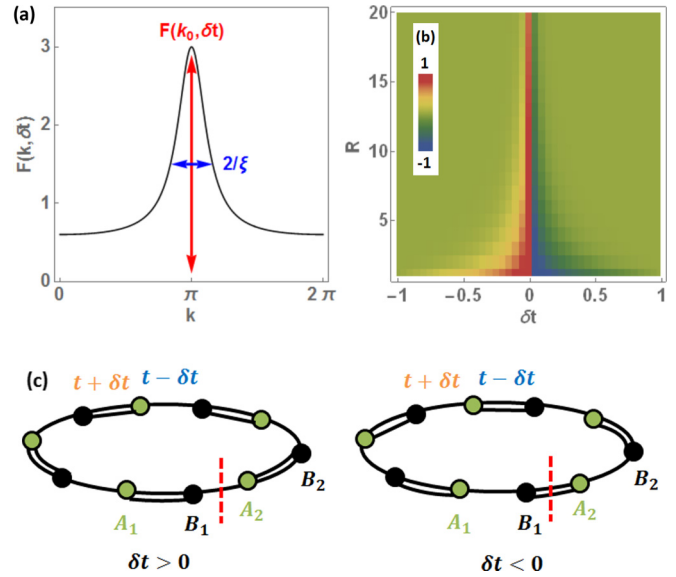 (a)
F(k₀,δt)
3
2
1
0
F(k,δt)
2/ξ
0
π
2 π
k
(b)
1
-1
20
15
10
5
R
-1
-0.5
0
0.5
1
δt
(c)
t + δt
t − δt
A₁
B₁
A₂
B₂
δt > 0
t + δt
t − δt
A₁
B₁
A₂
B₂
δt < 0